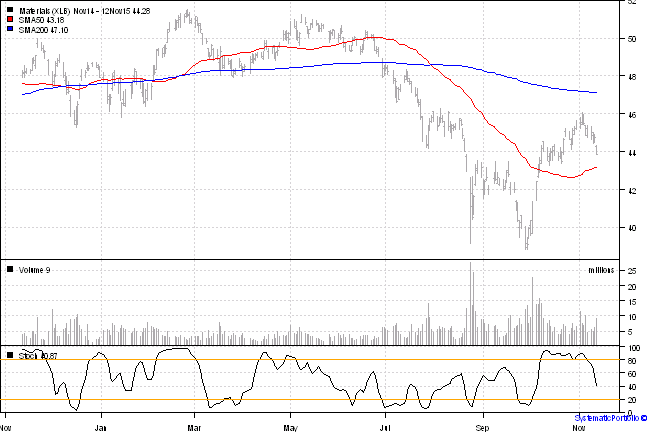 Materials (XLB) Nov14 - 12Nov15 44.28
SMA50 43.18
SMA200 47.10
52
50
48
46
44
42
40
Volume 9
millions
25
20
15
10
5
Stoch 40.87
100
80
60
40
20
0
Nov Jan Mar May Jul Sep Nov
SystematicPortfolio ©